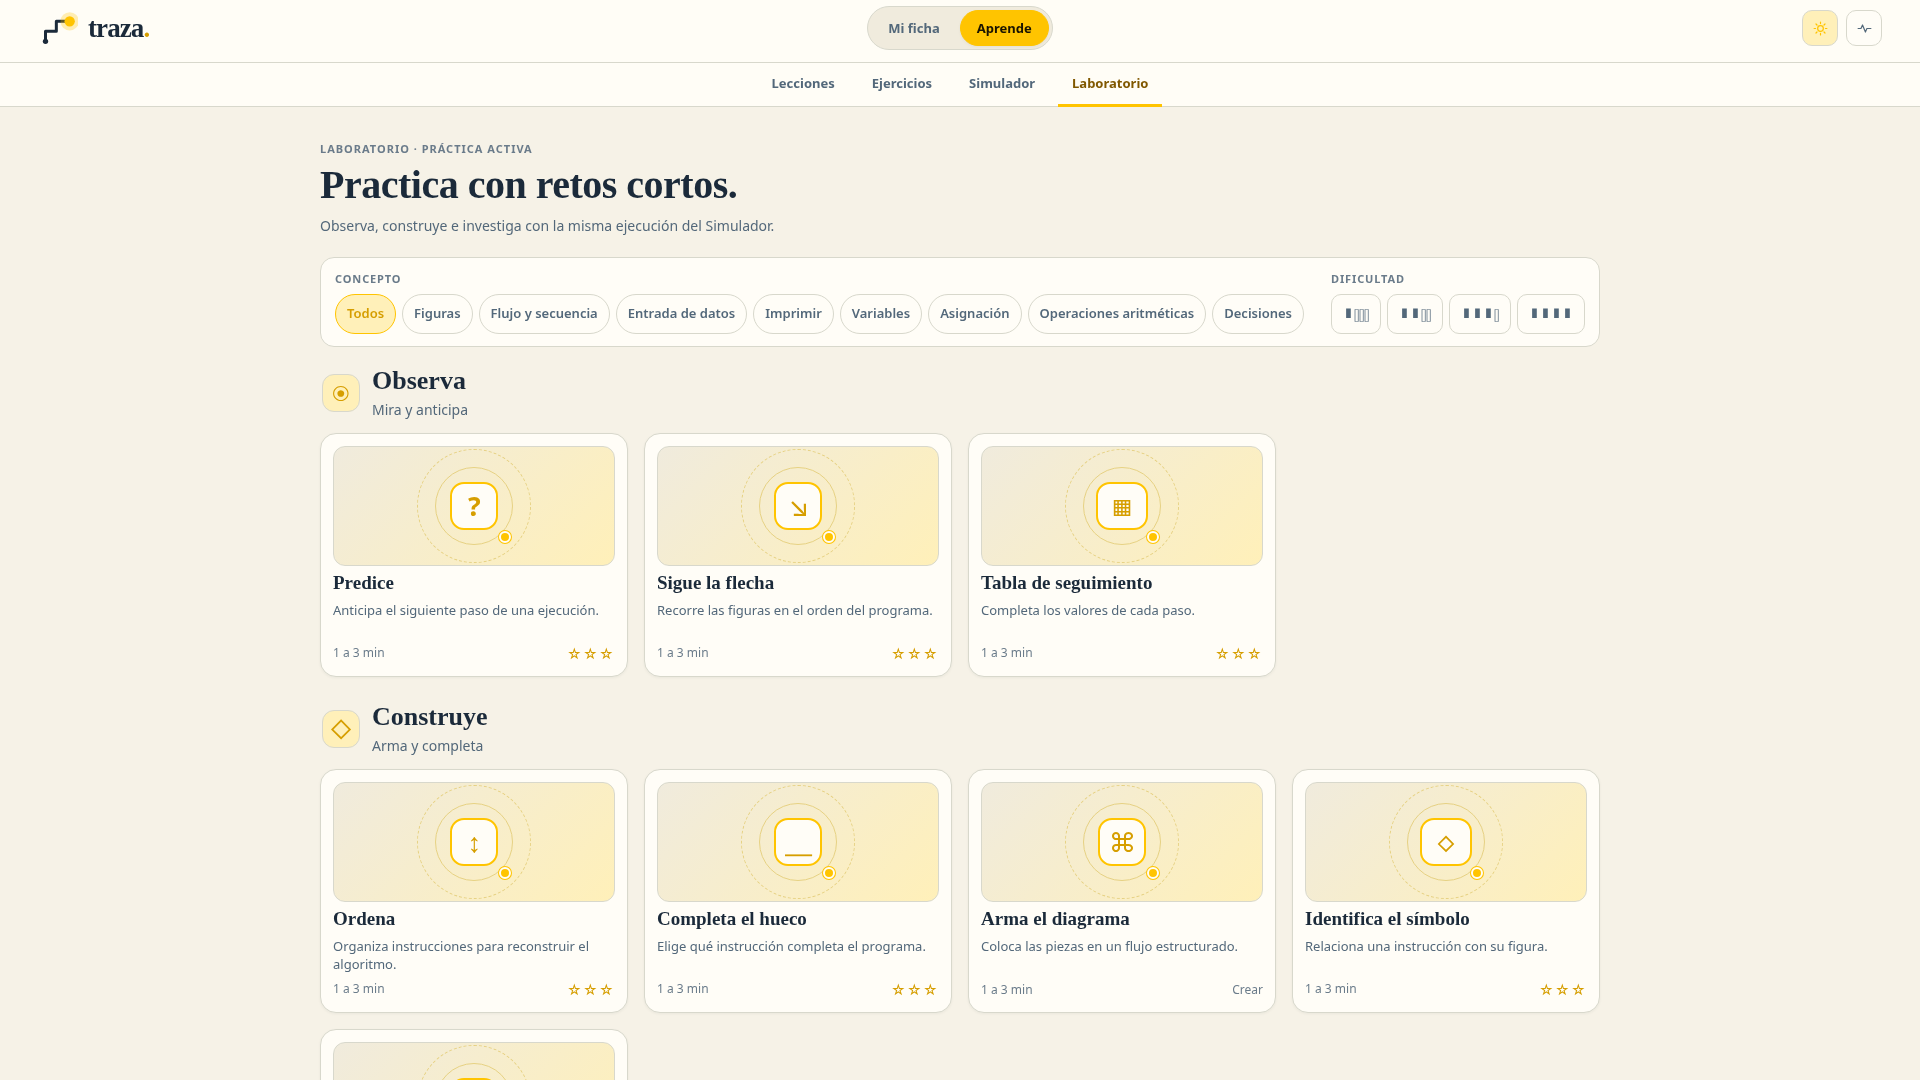 traza.
Mi ficha
Aprende
Lecciones
Ejercicios
Simulador
Laboratorio
LABORATORIO · PRÁCTICA ACTIVA
Practica con retos cortos.
Observa, construye e investiga con la misma ejecución del Simulador.
CONCEPTO
Todos
Figuras
Flujo y secuencia
Entrada de datos
Imprimir
Variables
Asignación
Operaciones aritméticas
Decisiones
DIFICULTAD
Observa
Mira y anticipa
?
Predice
Anticipa el siguiente paso de una ejecución.
1 a 3 min
☆☆☆
Sigue la flecha
Recorre las figuras en el orden del programa.
1 a 3 min
☆☆☆
Tabla de seguimiento
Completa los valores de cada paso.
1 a 3 min
☆☆☆
Construye
Arma y completa
Ordena
Organiza instrucciones para reconstruir el
algoritmo.
1 a 3 min
☆☆☆
Completa el hueco
Elige qué instrucción completa el programa.
1 a 3 min
☆☆☆
⌘
Arma el diagrama
Coloca las piezas en un flujo estructurado.
1 a 3 min
Crear
Identifica el símbolo
Relaciona una instrucción con su figura.
1 a 3 min
☆☆☆